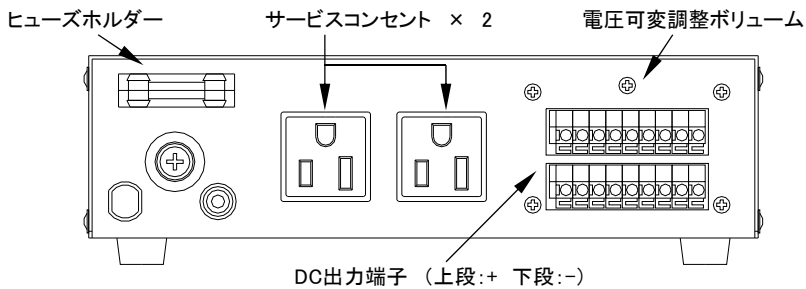 ヒューズホルダー
サービスコンセント × 2
電圧可変調整ボリューム
DC出力端子 (上段:+ 下段:-)